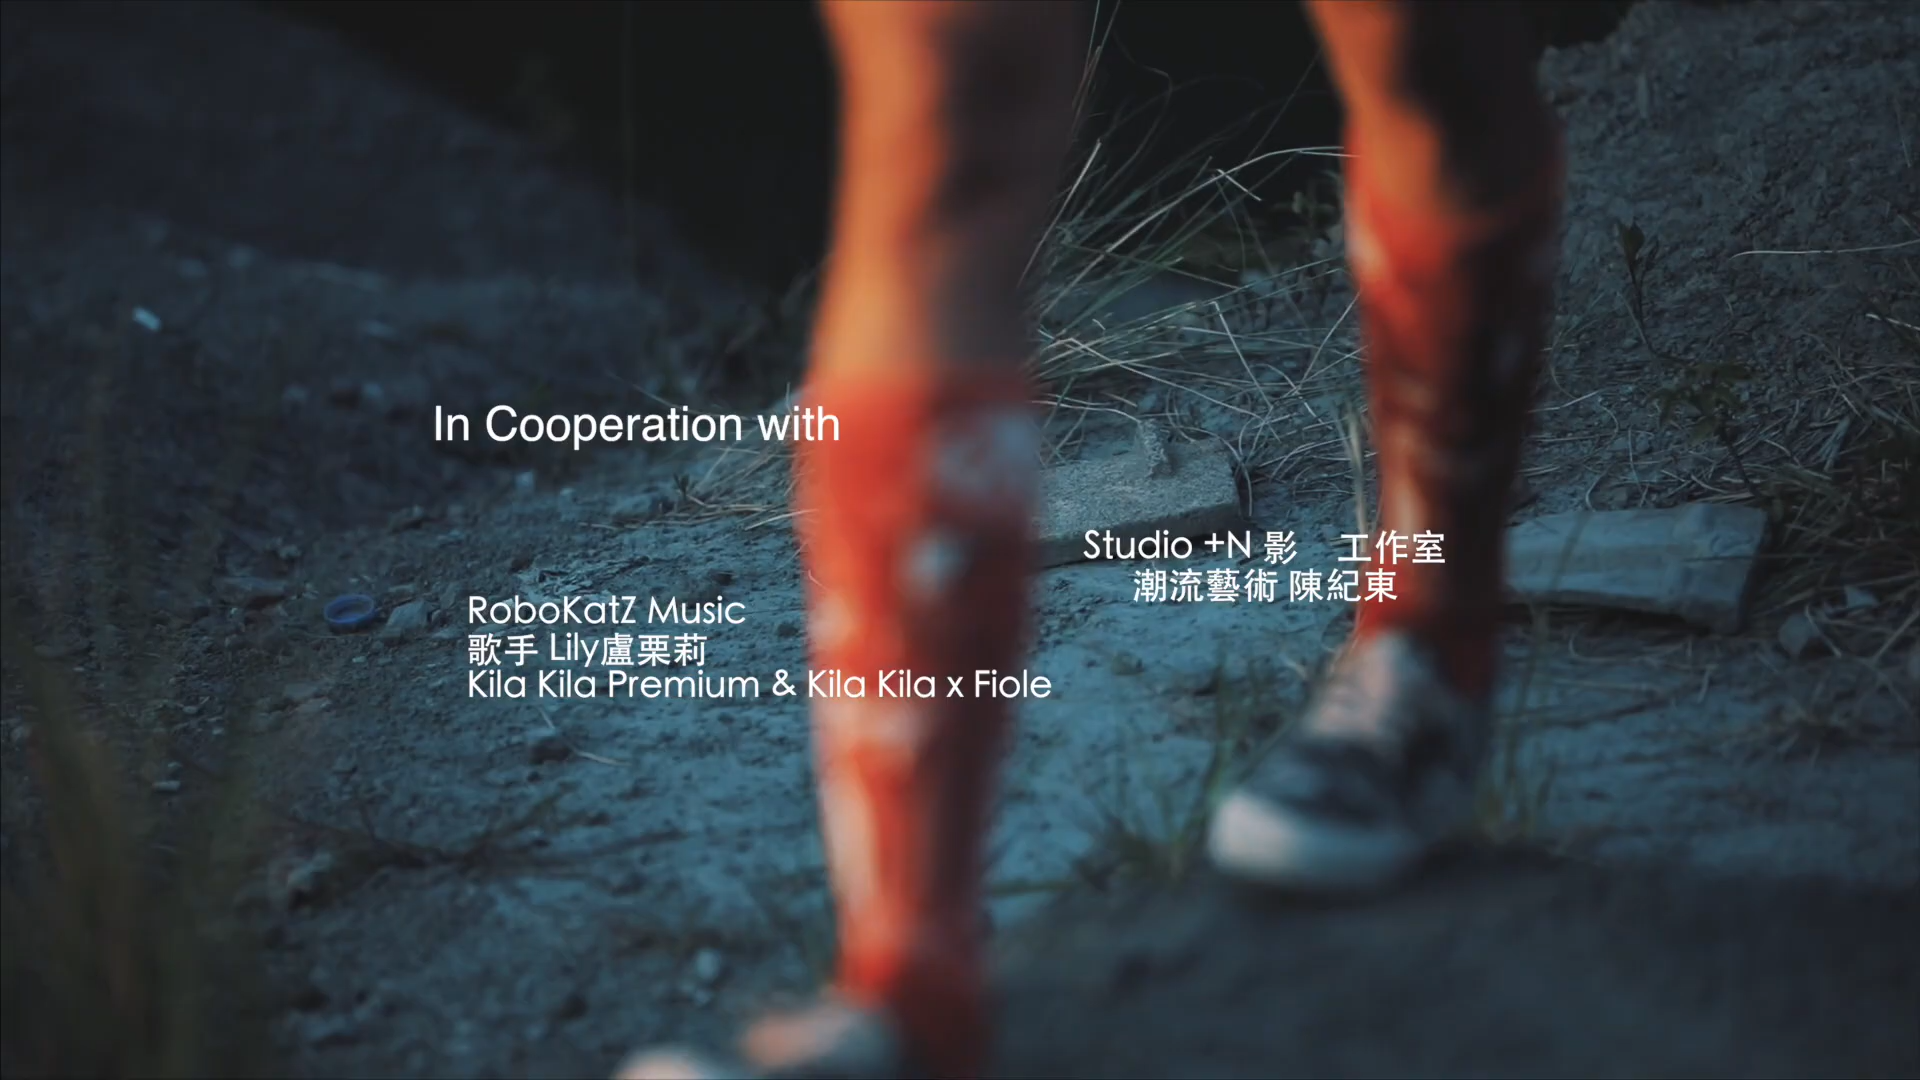 In Cooperation with
Studio +N 影　工作室
潮流藝術 陳紀東
RoboKatZ Music
歌手 Lily盧栗莉
Kila Kila Premium & Kila Kila x Fiole